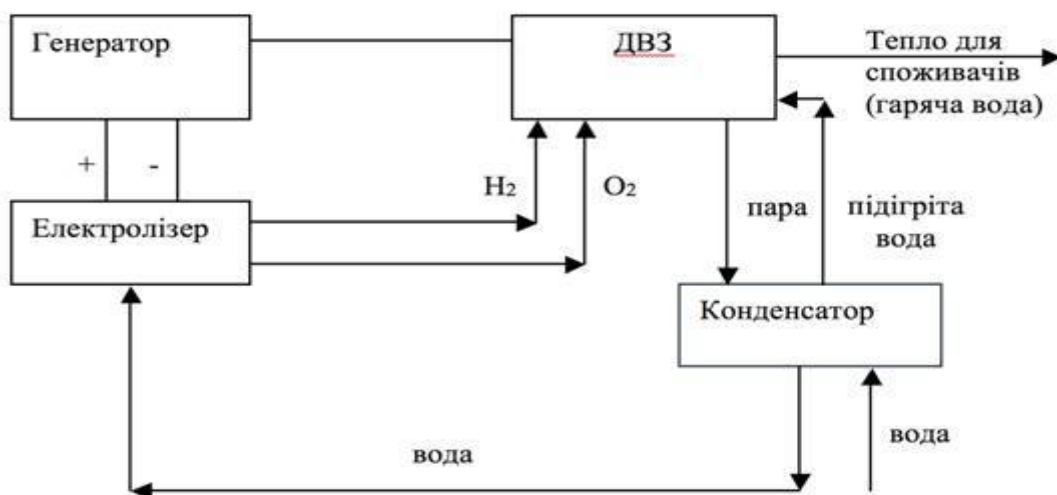 Генератор
ДВЗ
Тепло для
споживачів
(гаряча вода)
+ -
H₂
O₂
Електролізер
пара
підігріта
вода
Конденсатор
вода
вода